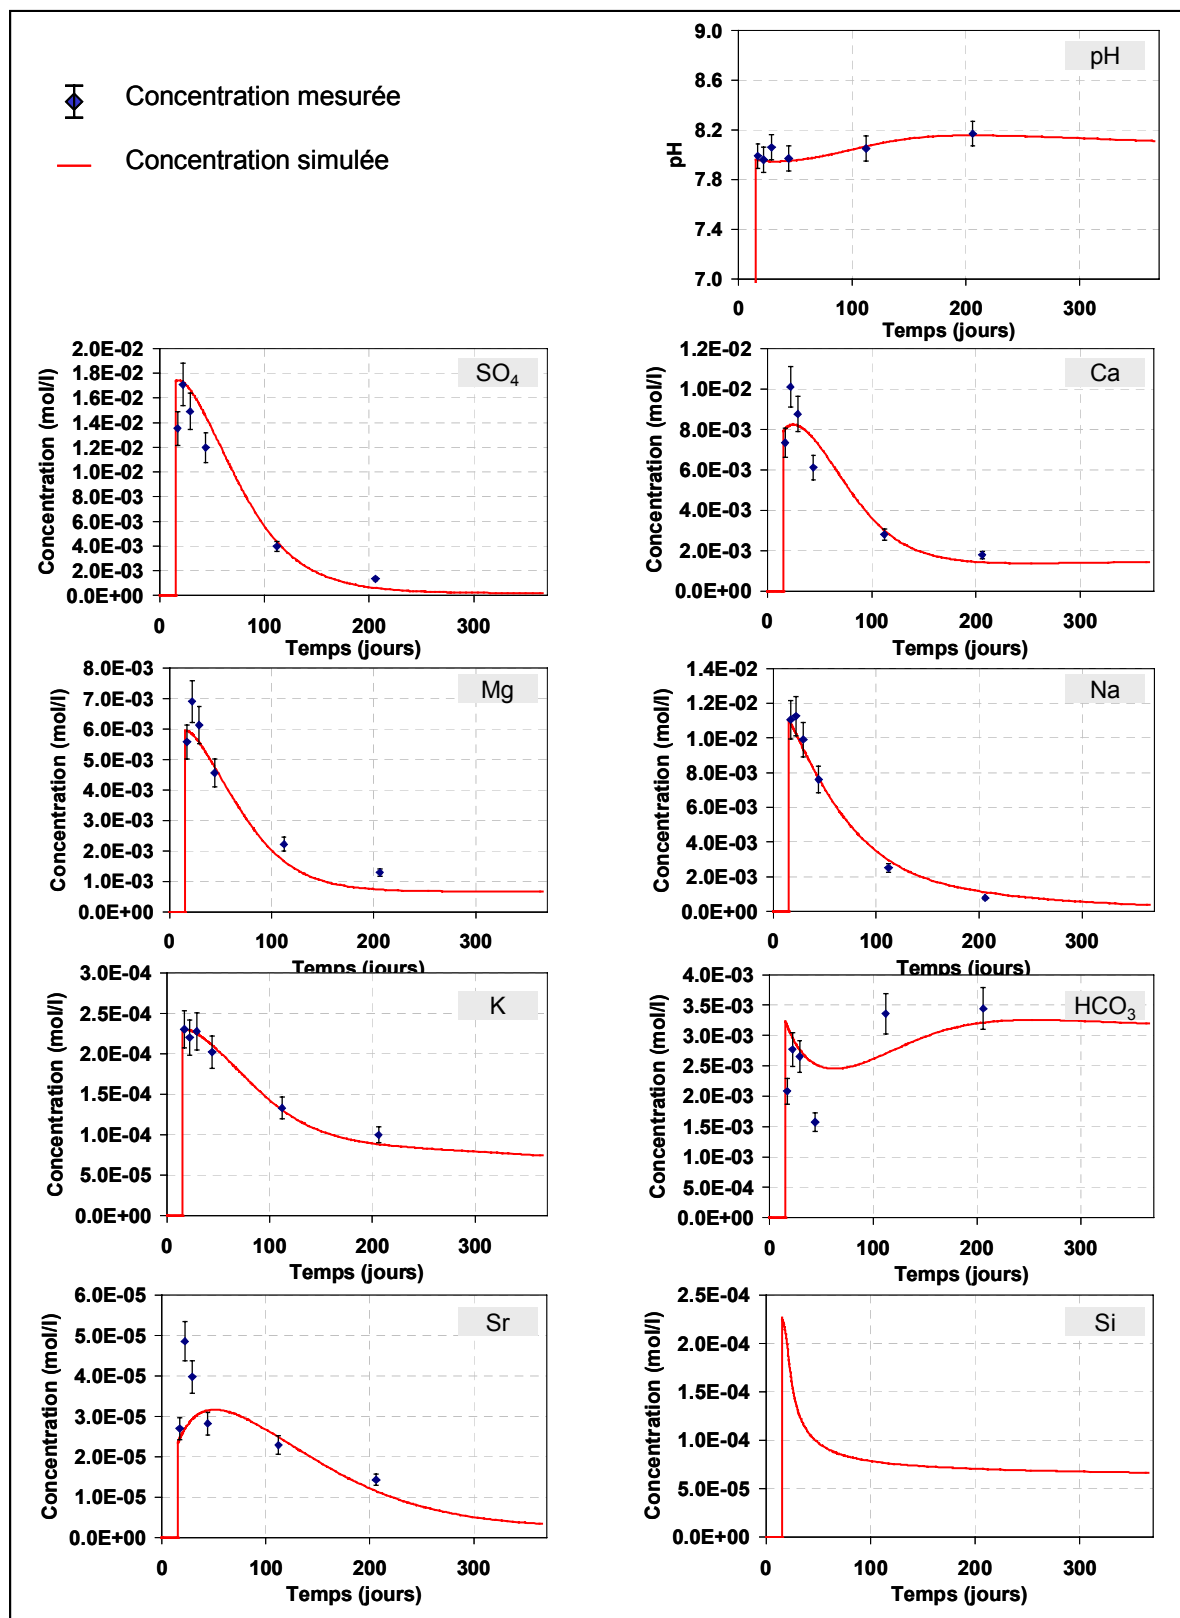 Concentration mesurée
Concentration simulée
pH
pH
9.0
8.6
8.2
7.8
7.4
7.0
0 100 200 300
Temps (jours)
SO4
Concentration (mol/l)
2.0E-02
1.8E-02
1.6E-02
1.4E-02
1.2E-02
1.0E-02
8.0E-03
6.0E-03
4.0E-03
2.0E-03
0.0E+00
0 100 200 300
Temps (jours)
Ca
Concentration (mol/l)
1.2E-02
1.0E-02
8.0E-03
6.0E-03
4.0E-03
2.0E-03
0.0E+00
0 100 200 300
Temps (jours)
Mg
Concentration (mol/l)
8.0E-03
7.0E-03
6.0E-03
5.0E-03
4.0E-03
3.0E-03
2.0E-03
1.0E-03
0.0E+00
0 100 200 300
Temps (jours)
Na
Concentration (mol/l)
1.4E-02
1.2E-02
1.0E-02
8.0E-03
6.0E-03
4.0E-03
2.0E-03
0.0E+00
0 100 200 300
Temps (jours)
K
Concentration (mol/l)
3.0E-04
2.5E-04
2.0E-04
1.5E-04
1.0E-04
5.0E-05
0.0E+00
0 100 200 300
Temps (jours)
HCO3
Concentration (mol/l)
4.0E-03
3.5E-03
3.0E-03
2.5E-03
2.0E-03
1.5E-03
1.0E-03
5.0E-04
0.0E+00
0 100 200 300
Temps (jours)
Sr
Concentration (mol/l)
6.0E-05
5.0E-05
4.0E-05
3.0E-05
2.0E-05
1.0E-05
0.0E+00
0 100 200 300
Temps (jours)
Si
Concentration (mol/l)
2.5E-04
2.0E-04
1.5E-04
1.0E-04
5.0E-05
0.0E+00
0 100 200 300
Temps (jours)